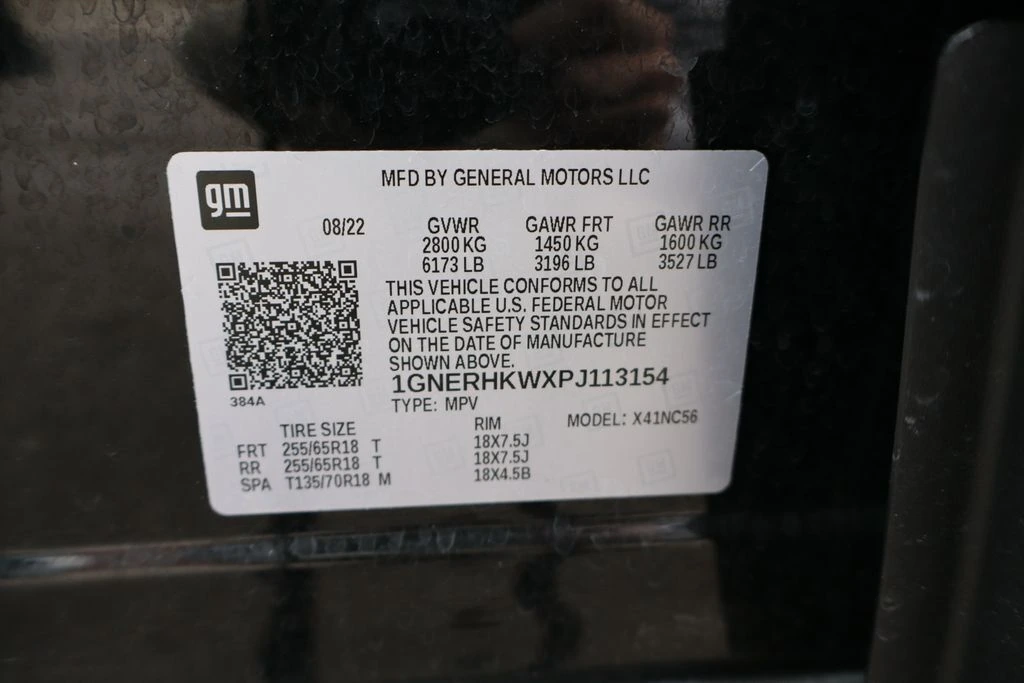 gm
MFD BY GENERAL MOTORS LLC
08/22 GVWR GAWR FRT GAWR RR
2800 KG 1450 KG 1600 KG
6173 LB 3196 LB 3527 LB
THIS VEHICLE CONFORMS TO ALL
APPLICABLE U.S. FEDERAL MOTOR
VEHICLE SAFETY STANDARDS IN EFFECT
ON THE DATE OF MANUFACTURE
SHOWN ABOVE.
1GNERHKWXPJ113154
384A
TYPE: MPV
MODEL: X41NC56
TIRE SIZE RIM
FRT 255/65R18 T 18X7.5J
RR 255/65R18 T 18X7.5J
SPA T135/70R18 M 18X4.5B